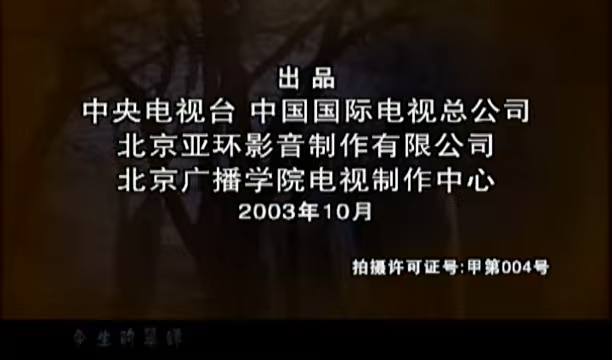 出品
中央电视台 中国国际电视总公司
北京亚环影音制作有限公司
北京广播学院电视制作中心
2003年10月
拍摄许可证号:甲第004号
今生的